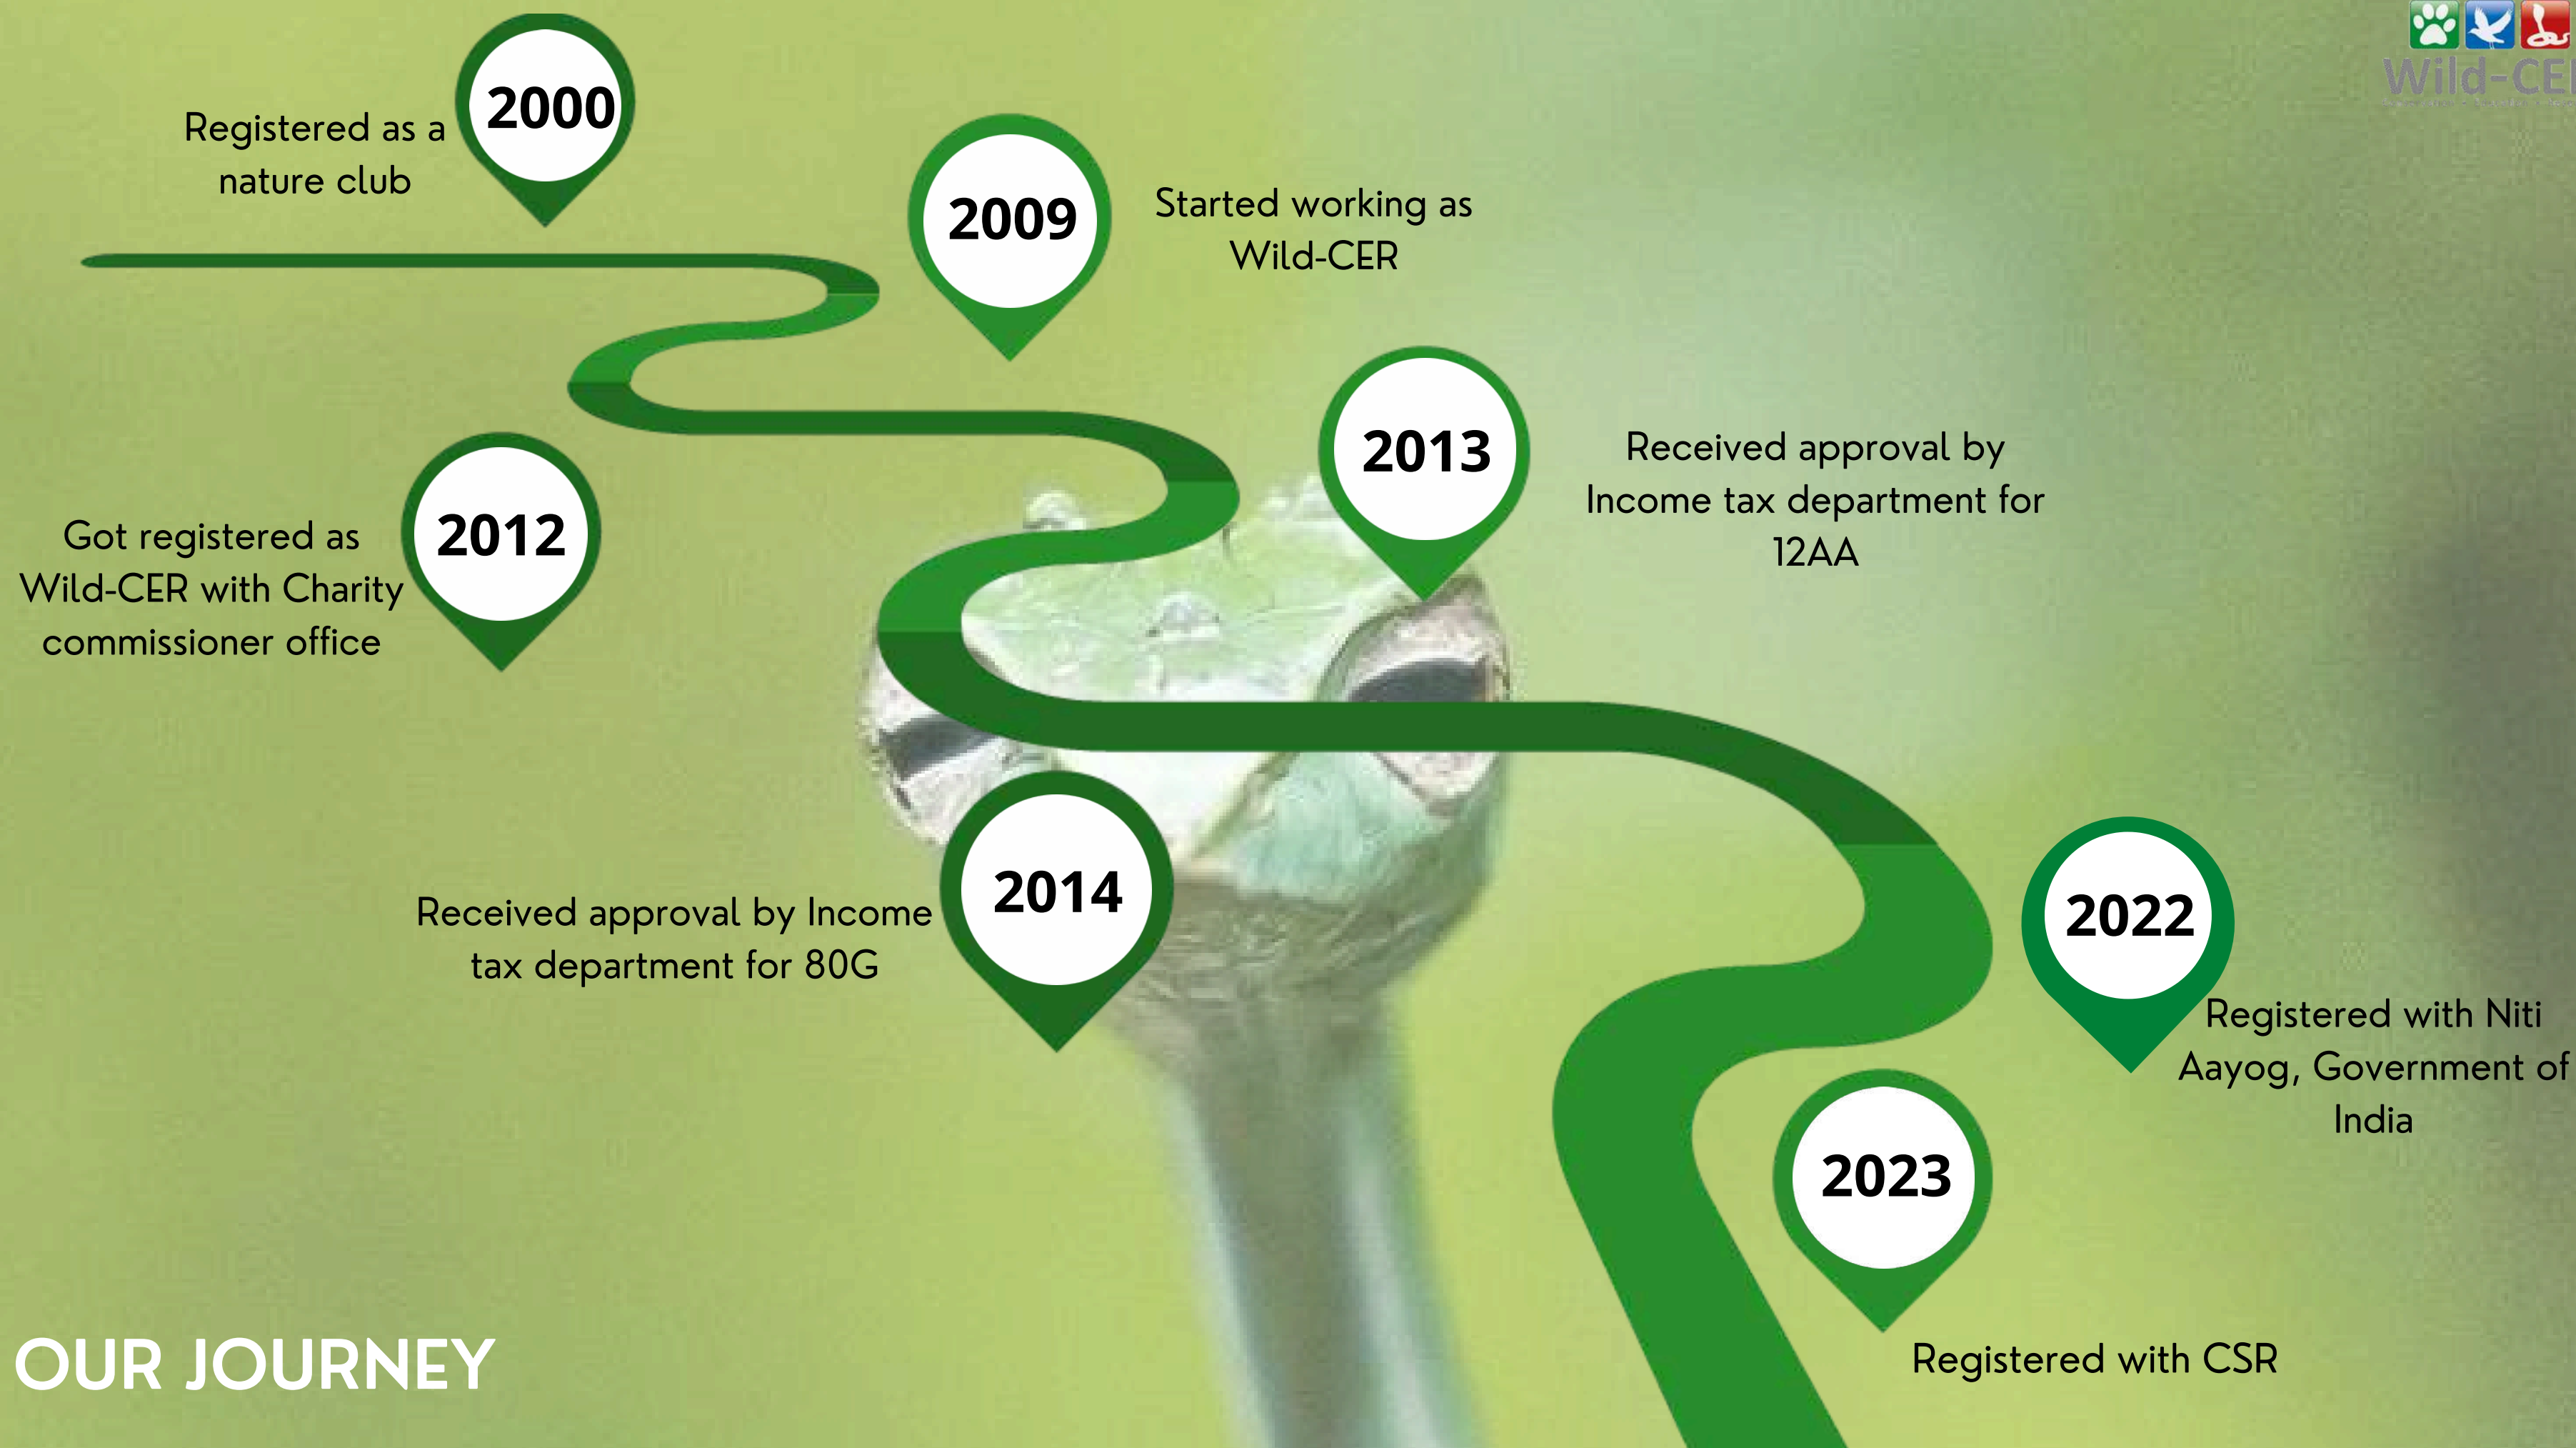 Wild-CE
2000
Registered as a
nature club
2009
Started working as
Wild-CER
2012
Got registered as
Wild-CER with Charity
commissioner office
2013
Received approval by
Income tax department for
12AA
2014
Received approval by Income
tax department for 80G
2022
Registered with Niti
Aayog, Government of
India
2023
Registered with CSR
OUR JOURNEY